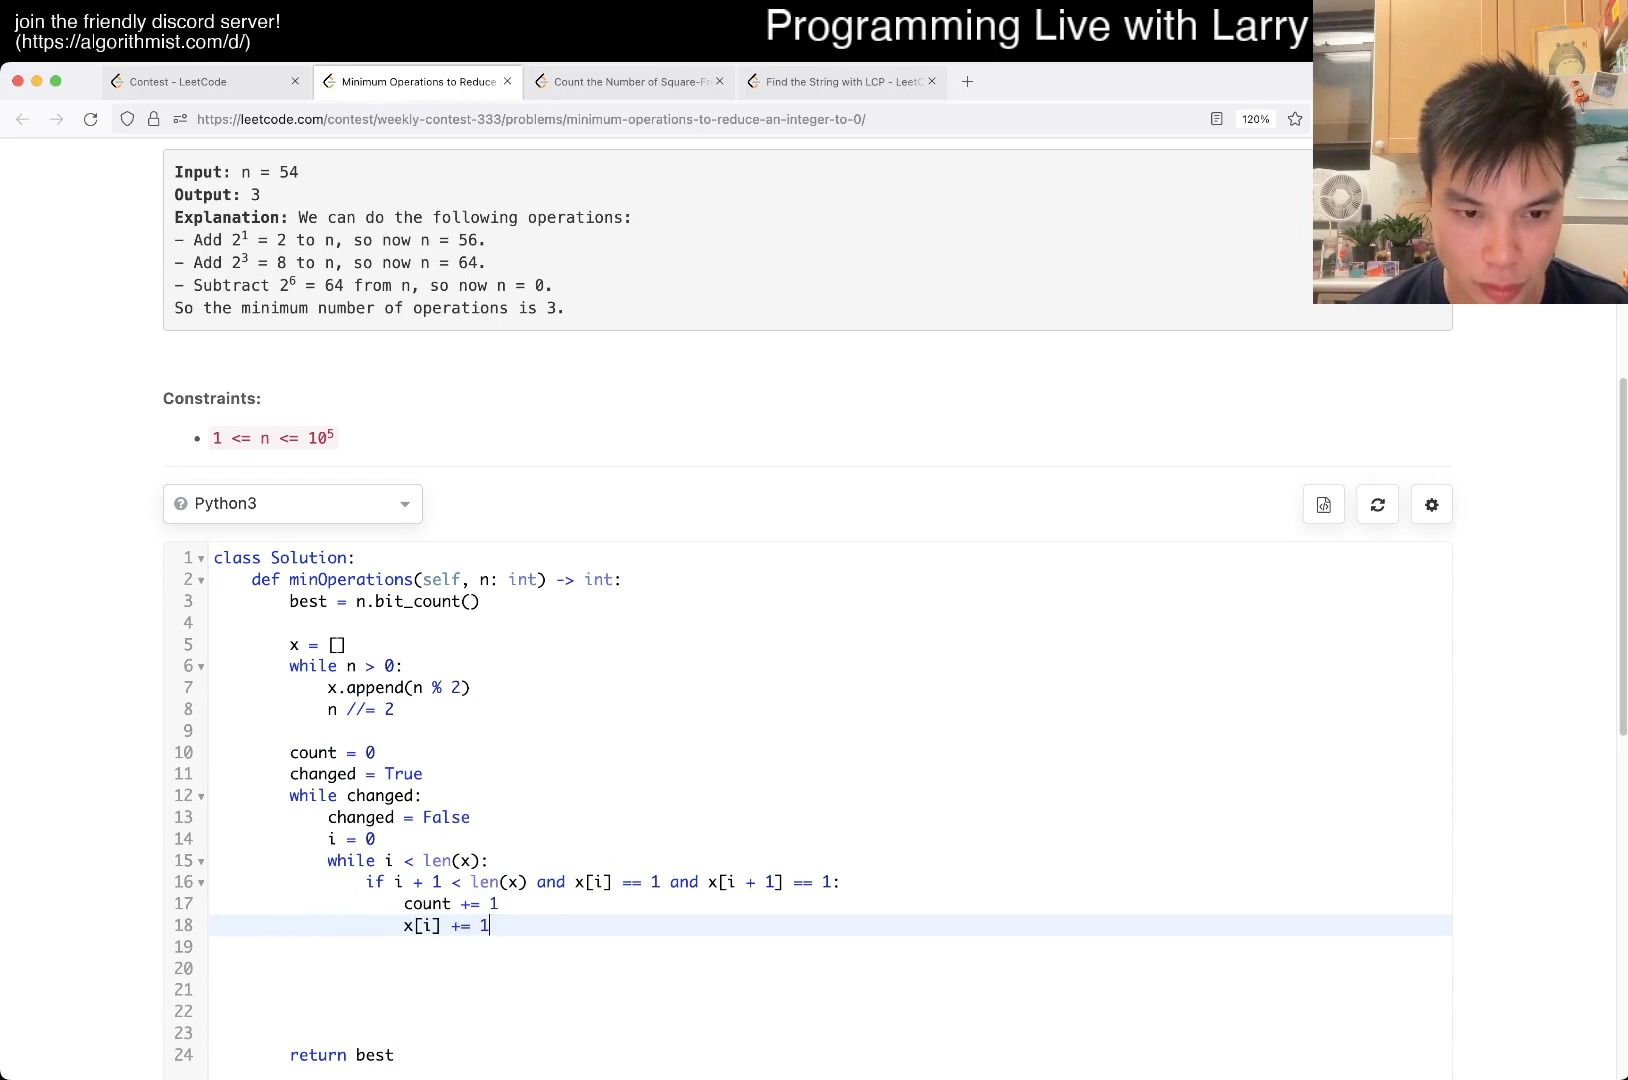 join the friendly discord server!
(https://algorithmist.com/d/)
Programming Live with Larry
Contest - LeetCode
Minimum Operations to Reduce
Count the Number of Square-Fr
Find the String with LCP - LeetC
https://leetcode.com/contest/weekly-contest-333/problems/minimum-operations-to-reduce-an-integer-to-0/
120%
Input: n = 54
Output: 3
Explanation: We can do the following operations:
- Add 2¹ = 2 to n, so now n = 56.
- Add 2³ = 8 to n, so now n = 64.
- Subtract 2⁶ = 64 from n, so now n = 0.
So the minimum number of operations is 3.
Constraints:
• 1 <= n <= 10⁵
Python3
1 class Solution:
2     def minOperations(self, n: int) -> int:
3         best = n.bit_count()
4
5         x = []
6         while n > 0:
7             x.append(n % 2)
8             n //= 2
9
10         count = 0
11         changed = True
12         while changed:
13             changed = False
14             i = 0
15             while i < len(x):
16                 if i + 1 < len(x) and x[i] == 1 and x[i + 1] == 1:
17                     count += 1
18                     x[i] += 1
19
20
21
22
23
24         return best